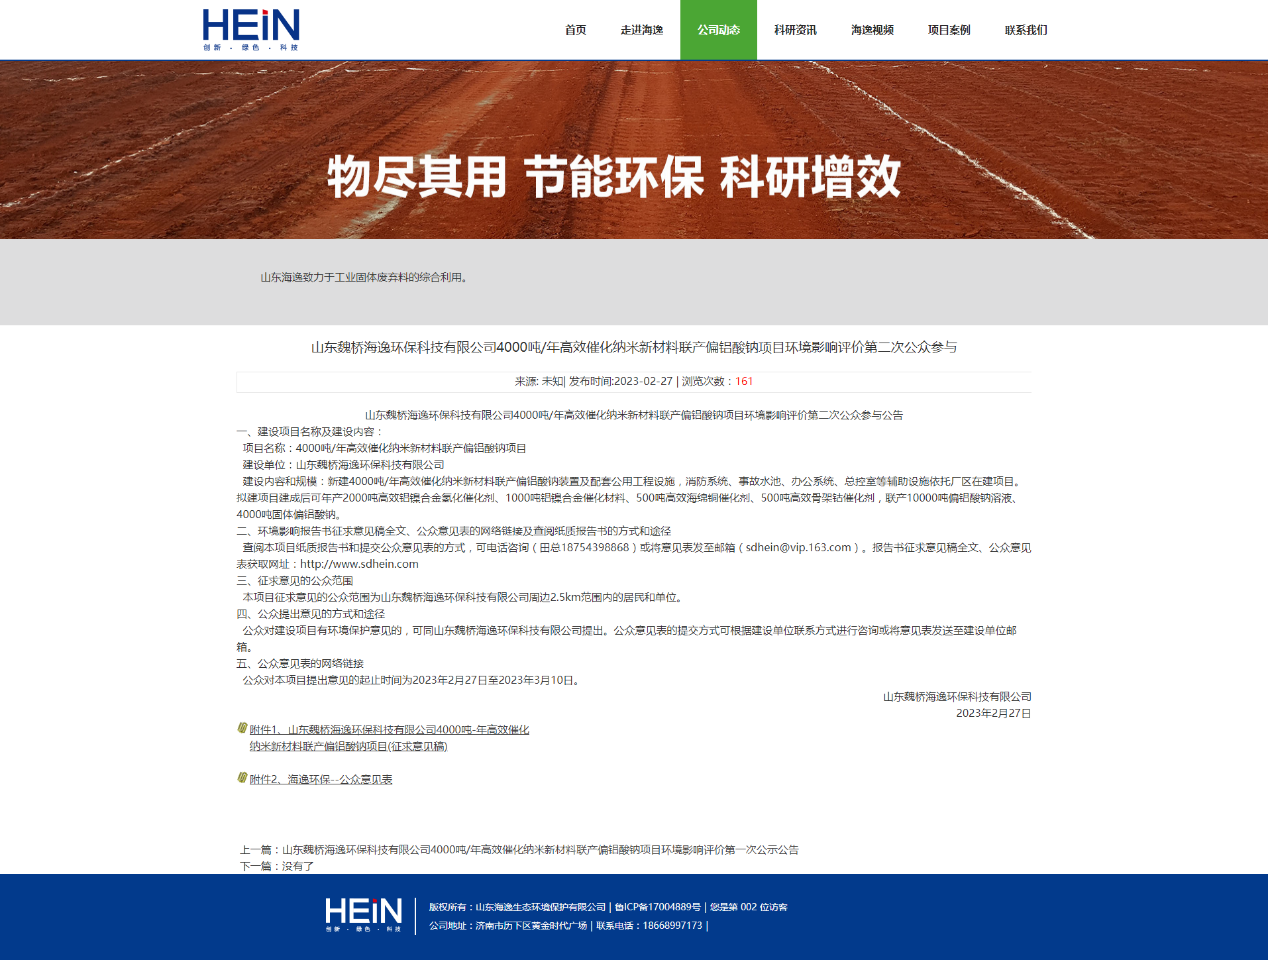 HEiN
创新 · 绿色 · 科技
首页 走进海逸 公司动态 科研资讯 海逸视频 项目案例 联系我们
物尽其用 节能环保 科研增效
山东海逸致力于工业固体废弃料的综合利用。
山东魏桥海逸环保科技有限公司4000吨/年高效催化纳米新材料联产偏铝酸钠项目环境影响评价第二次公众参与
来源: 未知| 发布时间:2023-02-27 | 浏览次数：161
山东魏桥海逸环保科技有限公司4000吨/年高效催化纳米新材料联产偏铝酸钠项目环境影响评价第二次公众参与公告
一、建设项目名称及建设内容：
项目名称：4000吨/年高效催化纳米新材料联产偏铝酸钠项目
建设单位：山东魏桥海逸环保科技有限公司
建设内容和规模：新建4000吨/年高效催化纳米新材料联产偏铝酸钠装置及配套公用工程设施，消防系统、事故水池、办公系统、总控室等辅助设施依托厂区在建项目。
拟建项目建成后可年产2000吨高效铝镍合金氢化催化剂、1000吨铝镍合金催化材料、500吨高效海绵铜催化剂、500吨高效骨架钴催化剂，联产10000吨偏铝酸钠溶液、
4000吨固体偏铝酸钠。
二、环境影响报告书征求意见稿全文、公众意见表的网络链接及查阅纸质报告书的方式和途径
查阅本项目纸质报告书和提交公众意见表的方式，可电话咨询（田总18754398868）或将意见表发至邮箱（sdhein@vip.163.com）。报告书征求意见稿全文、公众意见
表获取网址：http://www.sdhein.com
三、征求意见的公众范围
本项目征求意见的公众范围为山东魏桥海逸环保科技有限公司周边2.5km范围内的居民和单位。
四、公众提出意见的方式和途径
公众对建设项目有环境保护意见的，可向山东魏桥海逸环保科技有限公司提出。公众意见表的提交方式可根据建设单位联系方式进行咨询或将意见表发送至建设单位邮
箱。
五、公众意见表的网络链接
公众对本项目提出意见的起止时间为2023年2月27日至2023年3月10日。
山东魏桥海逸环保科技有限公司
2023年2月27日
附件1、山东魏桥海逸环保科技有限公司4000吨-年高效催化
纳米新材料联产偏铝酸钠项目(征求意见稿)
附件2、海逸环保--公众意见表
上一篇：山东魏桥海逸环保科技有限公司4000吨/年高效催化纳米新材料联产偏铝酸钠项目环境影响评价第一次公示公告
下一篇：没有了
HEiN
创新 · 绿色 · 科技
版权所有：山东海逸生态环境保护有限公司 | 鲁ICP备17004889号 | 您是第 002 位访客
公司地址：济南市历下区黄金时代广场 | 联系电话：18668997173 |